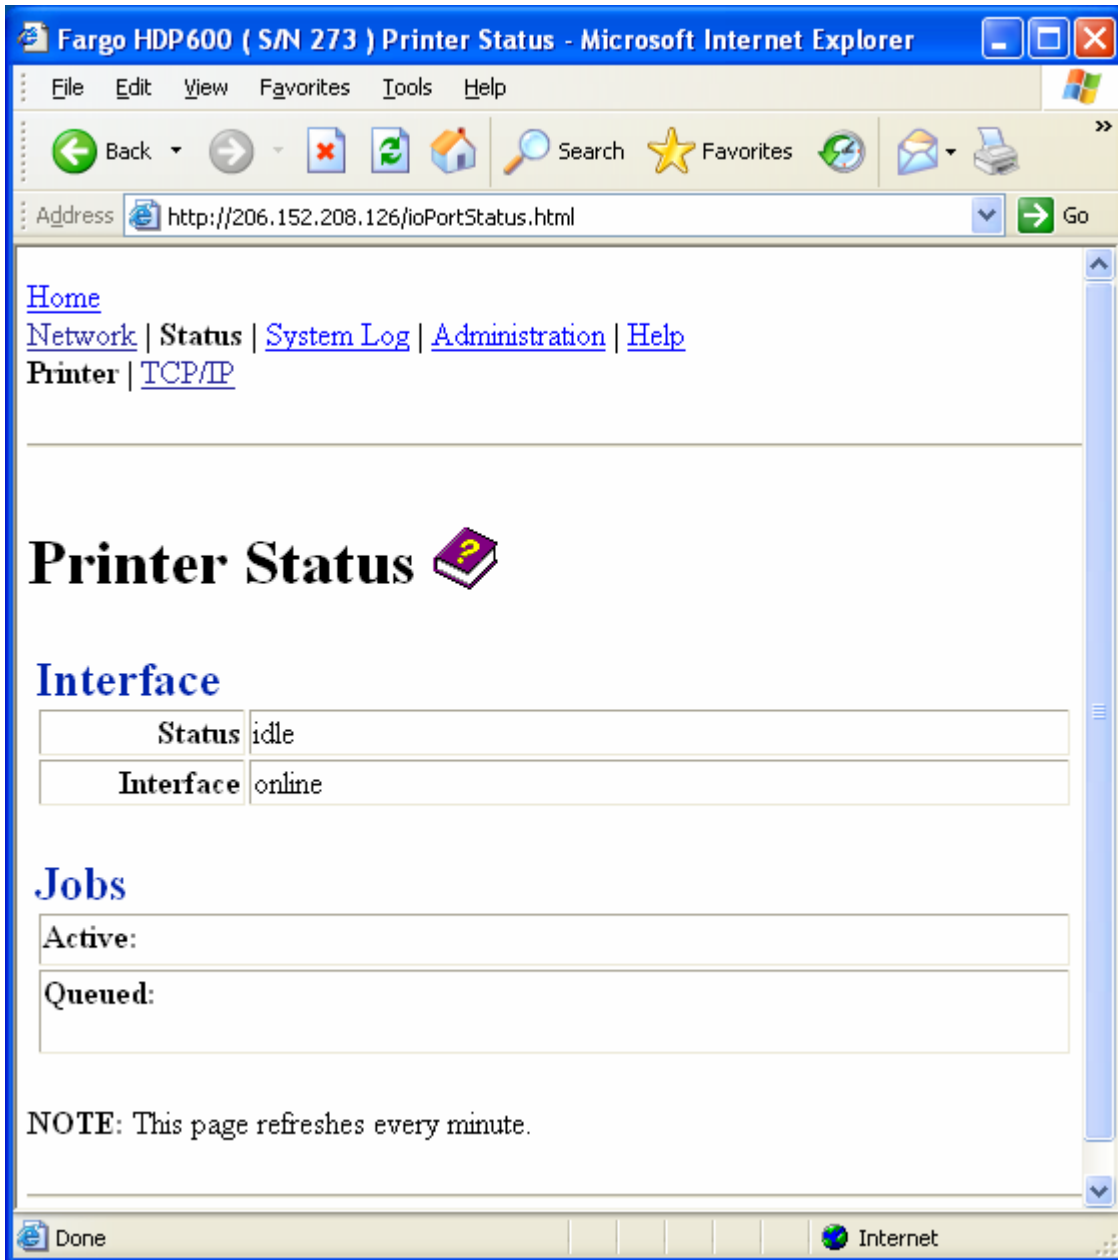 Fargo HDP600 ( S/N 273 ) Printer Status - Microsoft Internet Explorer
File Edit View Favorites Tools Help
Back Search Favorites »
Address http://206.152.208.126/ioPortStatus.html Go
Home
Network | Status | System Log | Administration | Help
Printer | TCP/IP
Printer Status ?
Interface
Status idle
Interface online
Jobs
Active:
Queued:
NOTE: This page refreshes every minute.
Done Internet